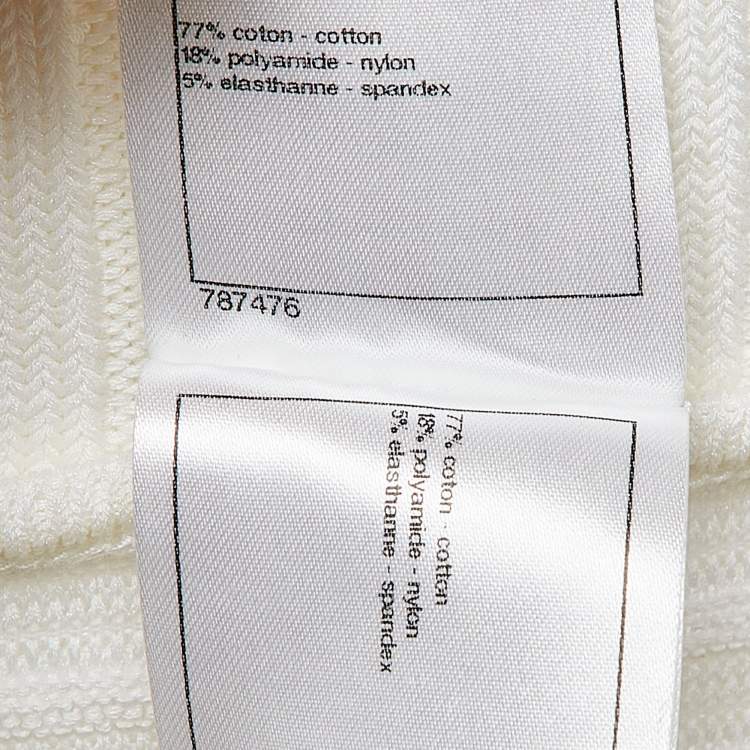 77% coton - cotton
18% polyamide - nylon
5% elasthanne - spandex
787476
77% coton - cotton
18% polyamide - nylon
5% elasthanne - spandex